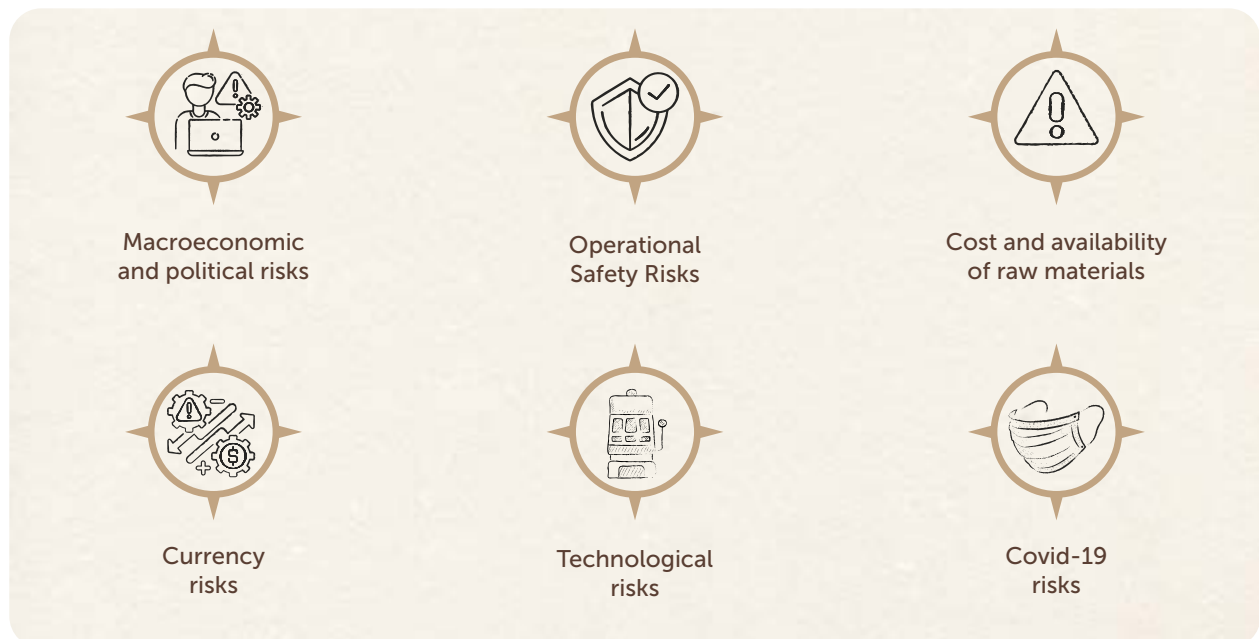 Macroeconomic
and political risks
Operational
Safety Risks
Cost and availability
of raw materials
Currency
risks
Technological
risks
Covid-19
risks